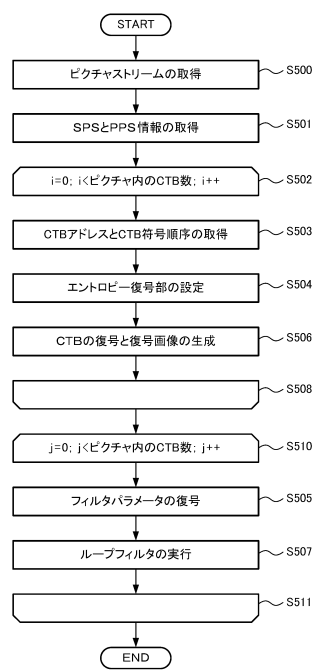 START
ピクチャストリームの取得
S500
SPSとPPS情報の取得
S501
i=0; i<ピクチャ内のCTB数; i++
S502
CTBアドレスとCTB符号順序の取得
S503
エントロピー復号部の設定
S504
CTBの復号と復号画像の生成
S506
S508
j=0; j<ピクチャ内のCTB数; j++
S510
フィルタパラメータの復号
S505
ループフィルタの実行
S507
S511
END